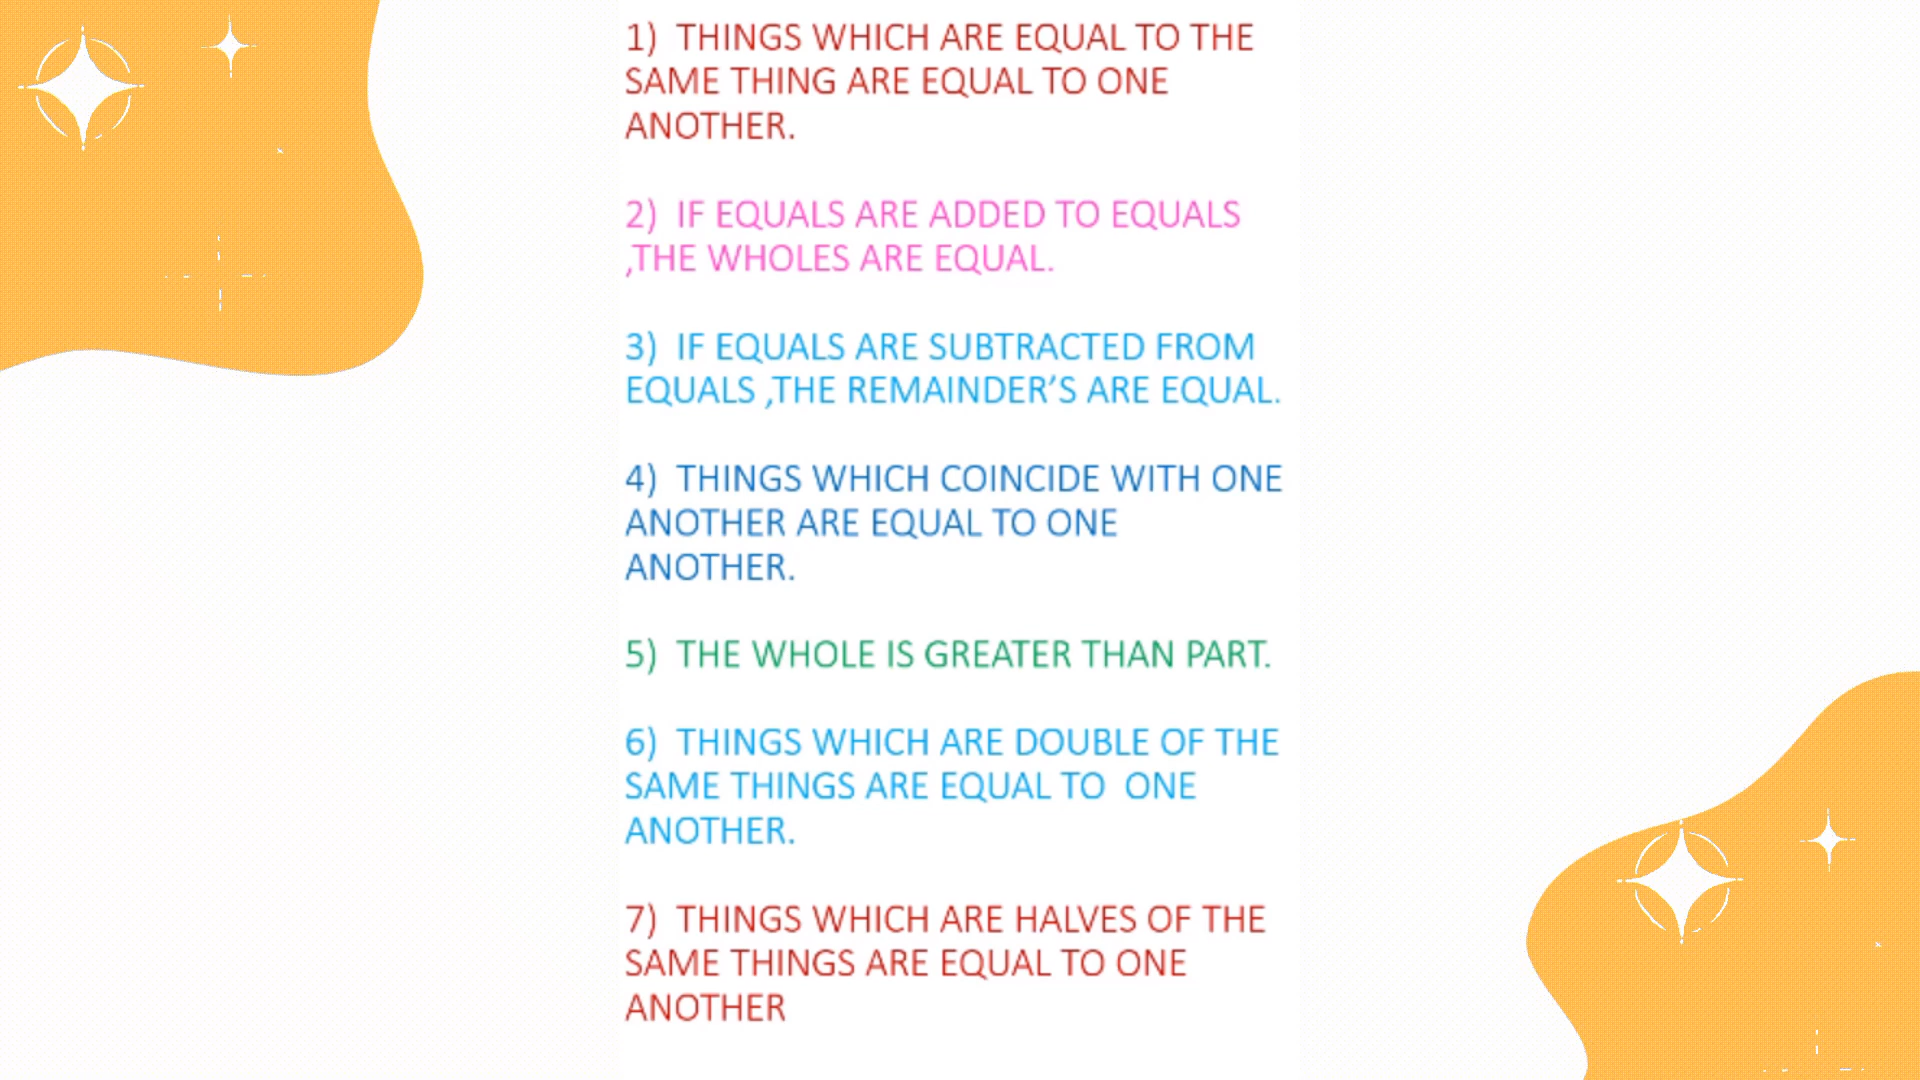 1)  THINGS WHICH ARE EQUAL TO THE
SAME THING ARE EQUAL TO ONE
ANOTHER.
2)  IF EQUALS ARE ADDED TO EQUALS
,THE WHOLES ARE EQUAL.
3)  IF EQUALS ARE SUBTRACTED FROM
EQUALS ,THE REMAINDER’S ARE EQUAL.
4)  THINGS WHICH COINCIDE WITH ONE
ANOTHER ARE EQUAL TO ONE
ANOTHER.
5)  THE WHOLE IS GREATER THAN PART.
6)  THINGS WHICH ARE DOUBLE OF THE
SAME THINGS ARE EQUAL TO  ONE
ANOTHER.
7)  THINGS WHICH ARE HALVES OF THE
SAME THINGS ARE EQUAL TO ONE
ANOTHER